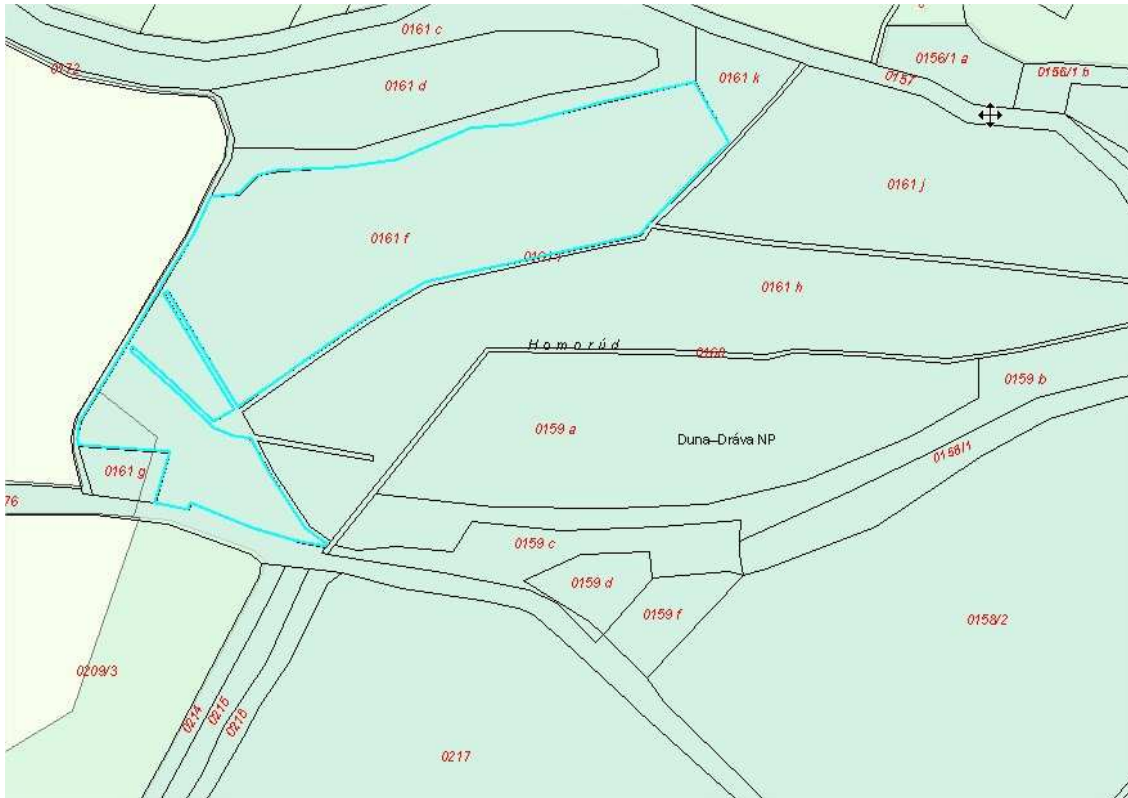 0161 c
0156/1 a
0172
0161 d
0161 k
0157
0156/1 b
0161 j
0161 f
0161 h
Homorúd
0160
0159 b
0159 a
Duna–Dráva NP
0158/1
0161 g
76
0159 c
0159 d
0159 f
0158/2
0209/3
0214
0215
0216
0217